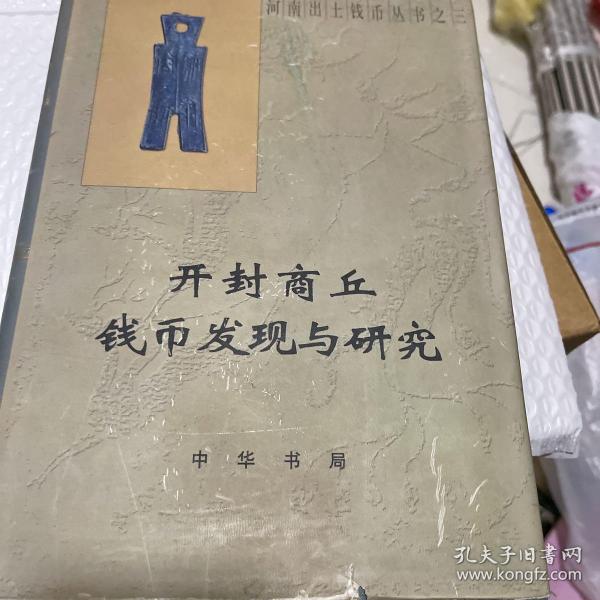 河南出土钱币丛书之三
开封商丘
钱币发现与研究
中华书局
孔夫子旧书网
www.kongfz.com